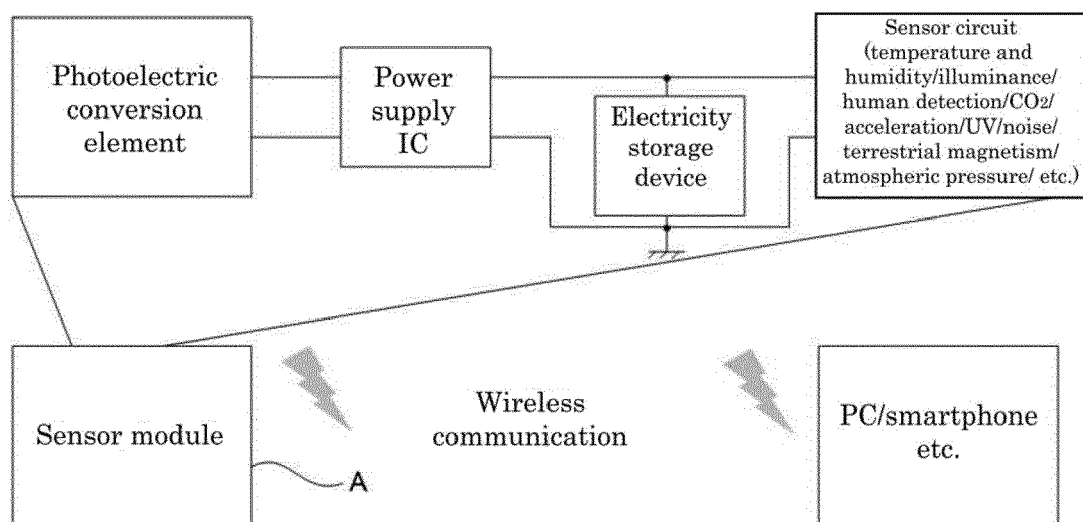 Photoelectric
conversion
element
Power
supply
IC
Electricity
storage
device
Sensor circuit
(temperature and
humidity/illuminance/
human detection/CO2/
acceleration/UV/noise/
terrestrial magnetism/
atmospheric pressure/ etc.)
Sensor module
A
Wireless
communication
PC/smartphone
etc.